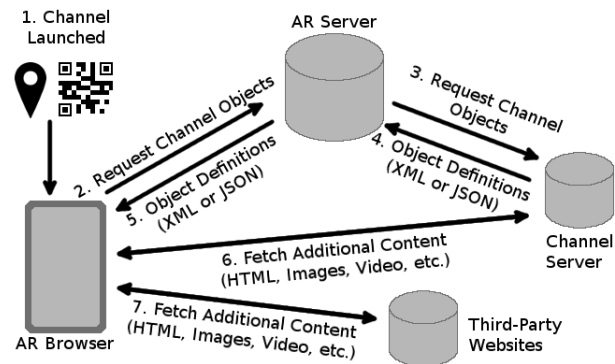 1. Channel
Launched
AR Server
2. Request Channel Objects
3. Request Channel
Objects
4. Object Definitions
(XML or JSON)
5. Object Definitions
(XML or JSON)
6. Fetch Additional Content
(HTML, Images, Video, etc.)
Channel
Server
7. Fetch Additional Content
(HTML, Images, Video, etc.)
AR Browser
Third-Party
Websites